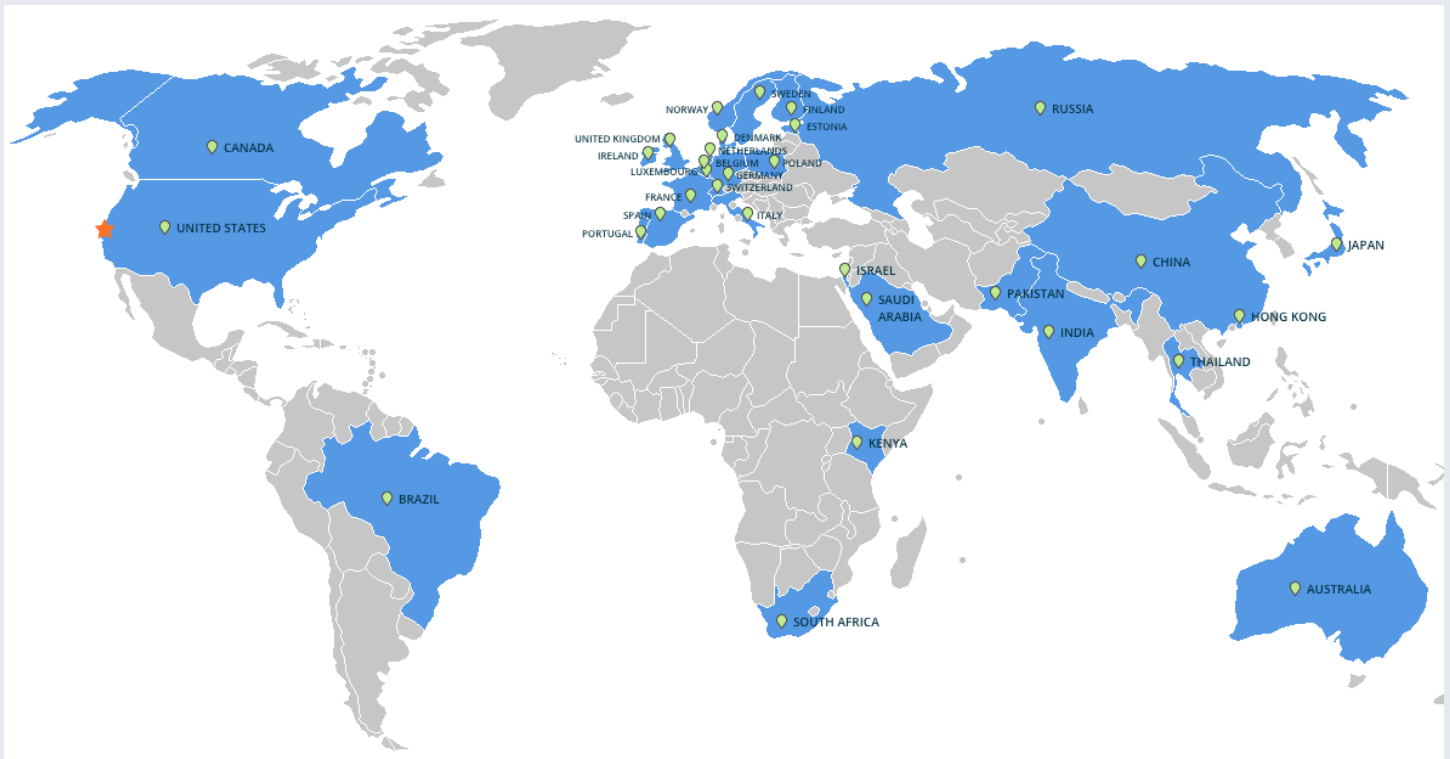 SWEDEN
NORWAY
FINLAND
RUSSIA
ESTONIA
UNITED KINGDOM
DENMARK
CANADA
NETHERLANDS
IRELAND
BELGIUM
POLAND
LUXEMBOURG
GERMANY
SWITZERLAND
FRANCE
SPAIN
ITALY
UNITED STATES
PORTUGAL
JAPAN
CHINA
ISRAEL
PAKISTAN
SAUDI
ARABIA
HONG KONG
INDIA
THAILAND
KENYA
BRAZIL
AUSTRALIA
SOUTH AFRICA